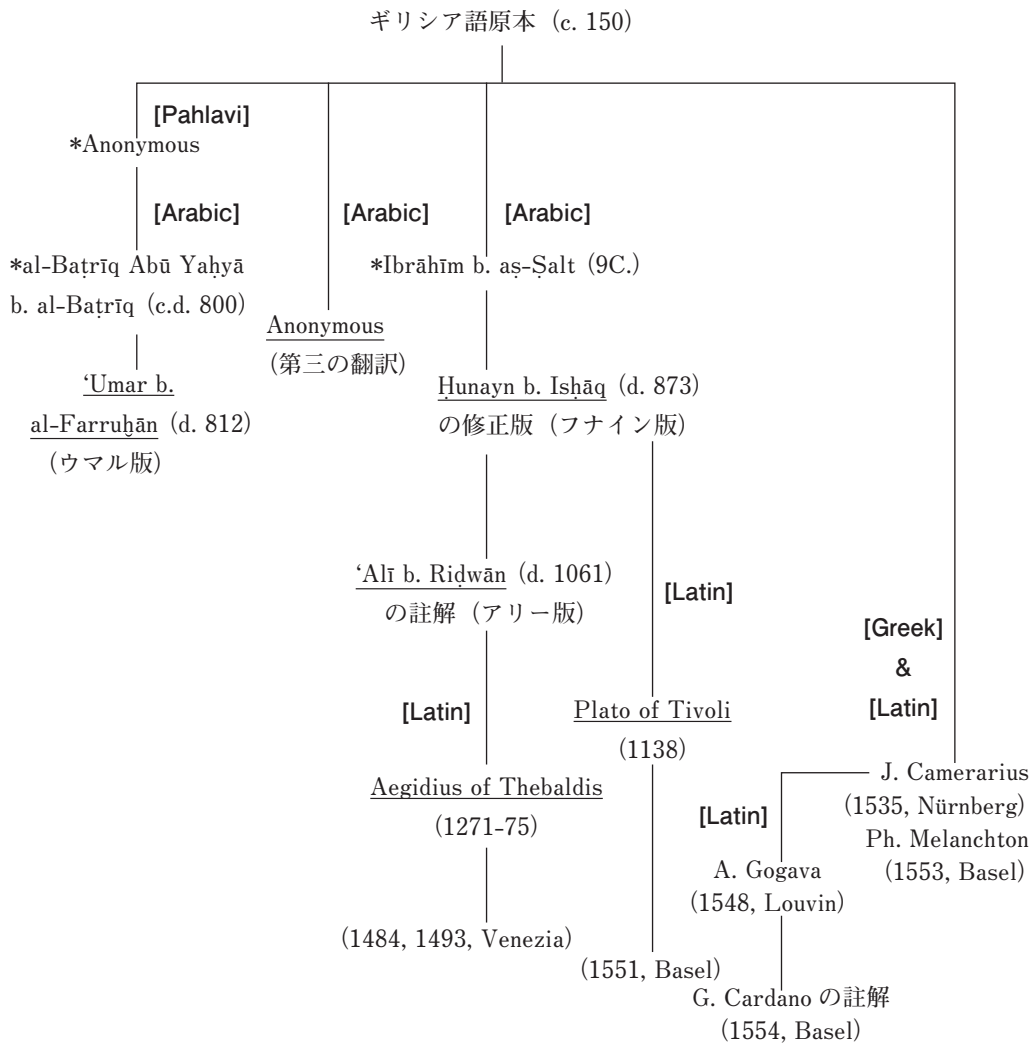 ギリシア語原本 (c. 150)
[Pahlavi]
*Anonymous
[Arabic]
*al-Baṭrīq Abū Yaḥyā
b. al-Baṭrīq (c.d. 800)
‘Umar b.
al-Farruḫān (d. 812)
(ウマル版)
[Arabic]
Anonymous
(第三の翻訳)
[Arabic]
*Ibrāhīm b. aṣ-Ṣalt (9C.)
Ḥunayn b. Isḥāq (d. 873)
の修正版 (フナイン版)
‘Alī b. Riḍwān (d. 1061)
の註解 (アリー版)
[Latin]
Aegidius of Thebaldis
(1271-75)
(1484, 1493, Venezia)
[Latin]
Plato of Tivoli
(1138)
(1551, Basel)
[Greek]
&
[Latin]
J. Camerarius
(1535, Nürnberg)
Ph. Melanchton
(1553, Basel)
[Latin]
A. Gogava
(1548, Louvin)
G. Cardano の註解
(1554, Basel)